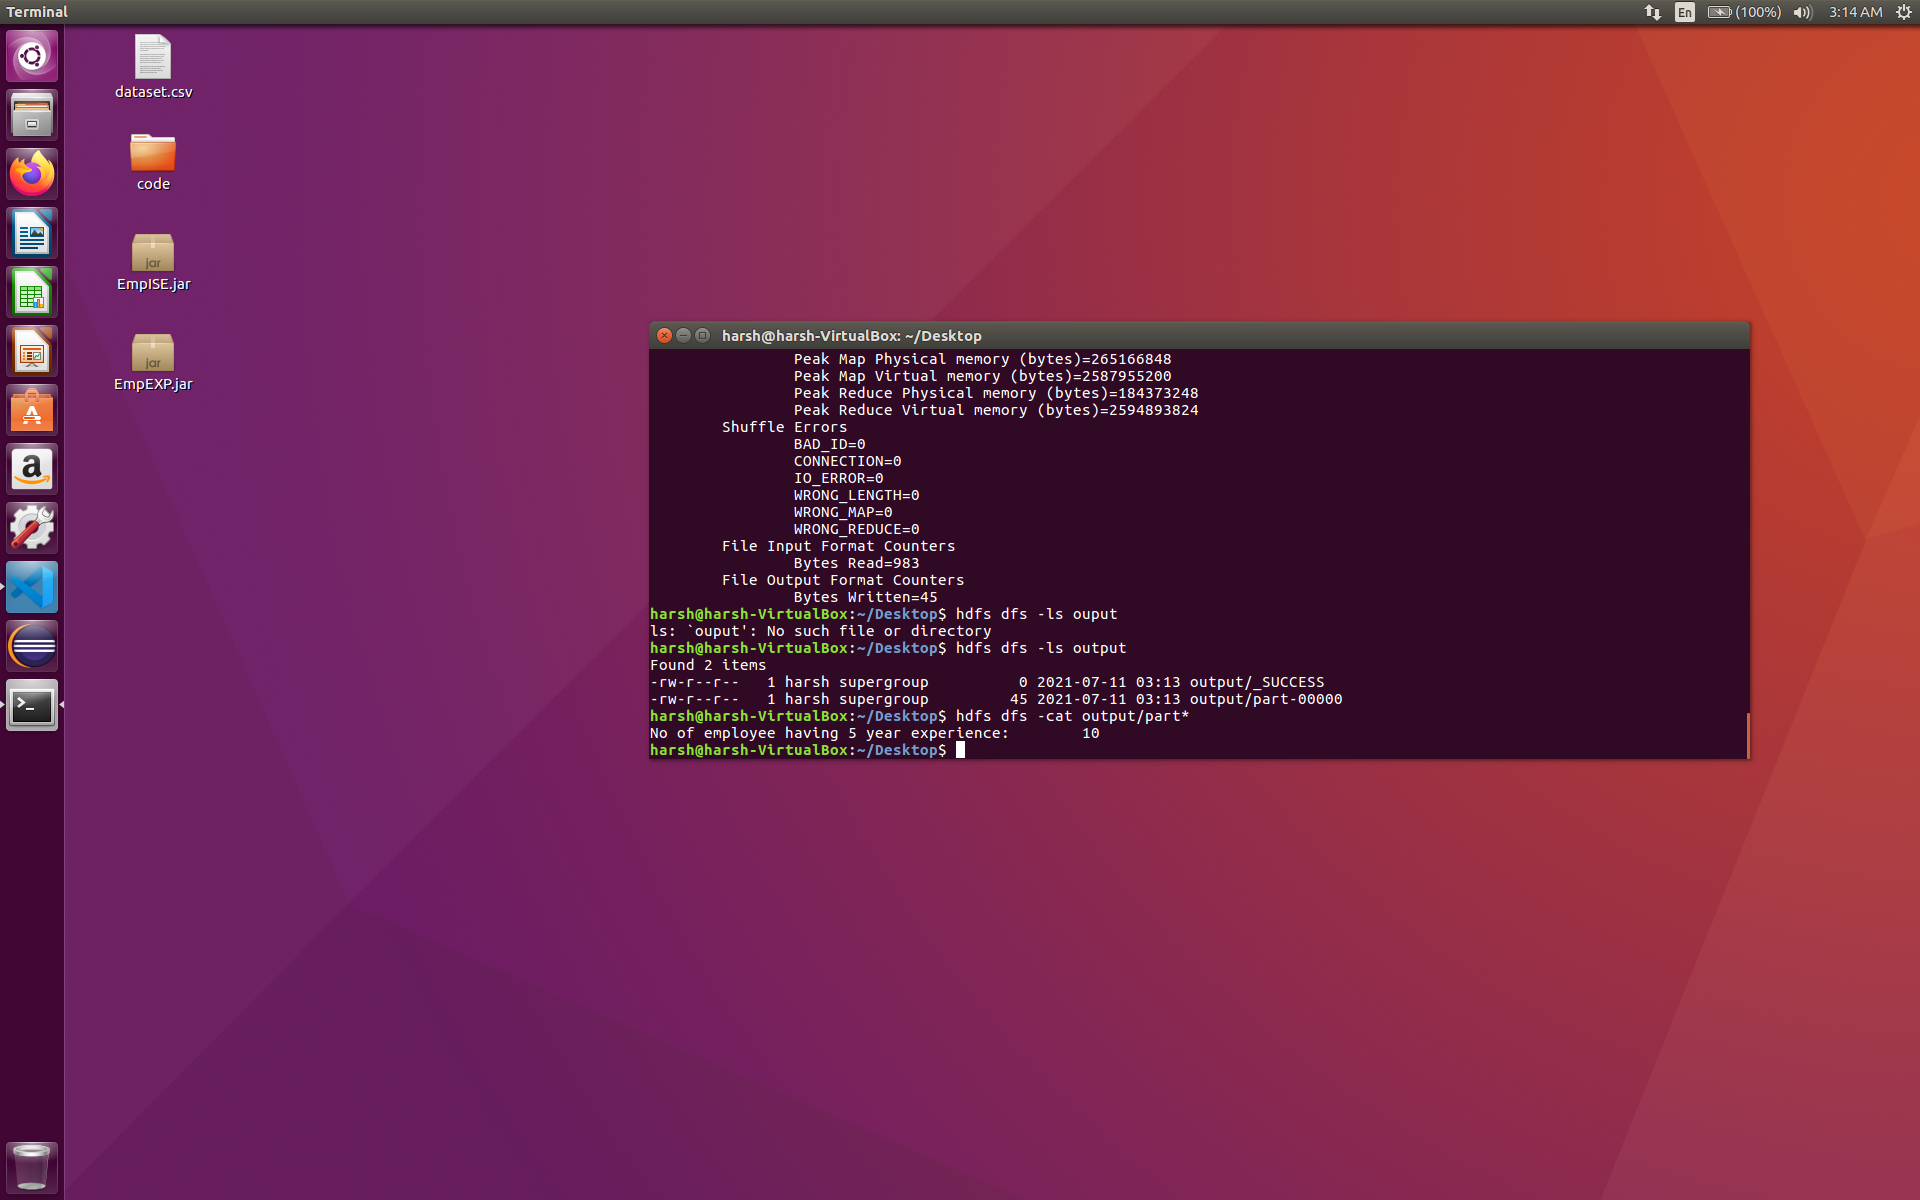 Terminal
En
(100%)
3:14 AM
dataset.csv
code
jar
EmpISE.jar
jar
EmpEXP.jar
harsh@harsh-VirtualBox: ~/Desktop
Peak Map Physical memory (bytes)=265166848
Peak Map Virtual memory (bytes)=2587955200
Peak Reduce Physical memory (bytes)=184373248
Peak Reduce Virtual memory (bytes)=2594893824
Shuffle Errors
BAD_ID=0
CONNECTION=0
IO_ERROR=0
WRONG_LENGTH=0
WRONG_MAP=0
WRONG_REDUCE=0
File Input Format Counters
Bytes Read=983
File Output Format Counters
Bytes Written=45
harsh@harsh-VirtualBox:~/Desktop$ hdfs dfs -ls ouput
ls: `ouput': No such file or directory
harsh@harsh-VirtualBox:~/Desktop$ hdfs dfs -ls output
Found 2 items
-rw-r--r--   1 harsh supergroup          0 2021-07-11 03:13 output/_SUCCESS
-rw-r--r--   1 harsh supergroup         45 2021-07-11 03:13 output/part-00000
harsh@harsh-VirtualBox:~/Desktop$ hdfs dfs -cat output/part*
No of employee having 5 year experience:        10
harsh@harsh-VirtualBox:~/Desktop$